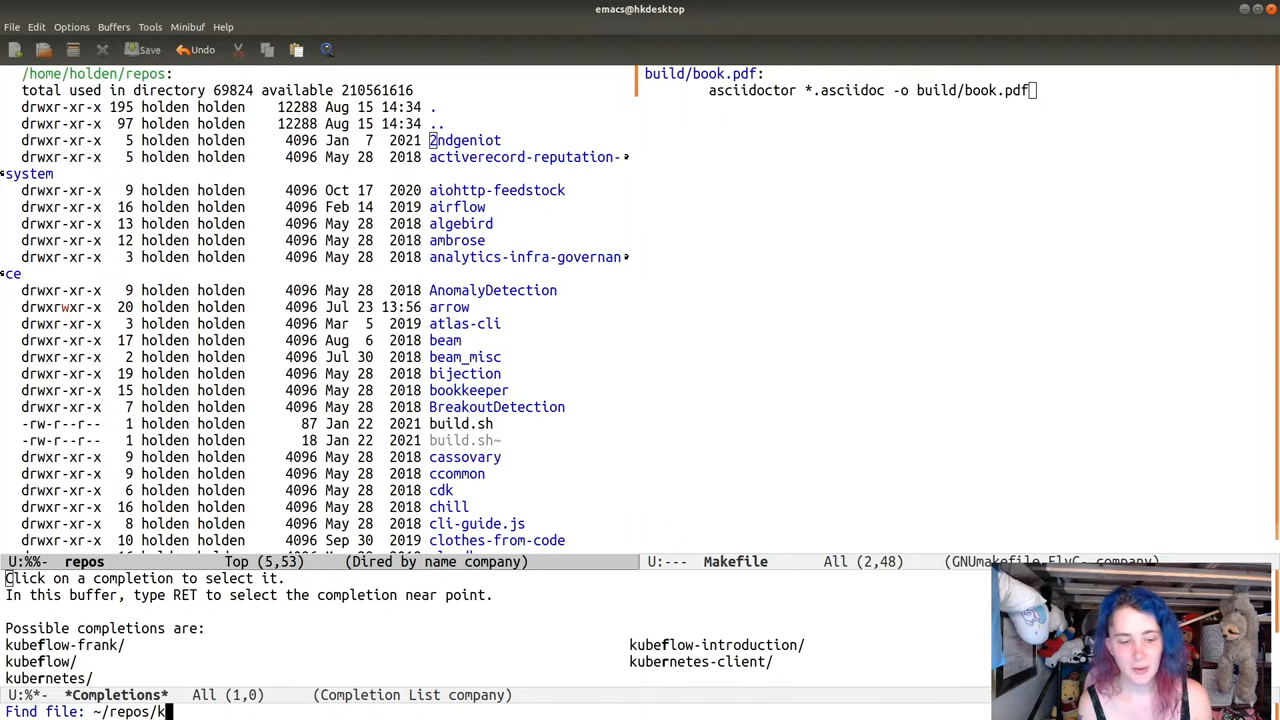 emacs@hkdesktop
File Edit Options Buffers Tools Minibuf Help
Save Undo
/home/holden/repos:
total used in directory 69824 available 210561616
drwxr-xr-x 195 holden holden 12288 Aug 15 14:34 .
drwxr-xr-x 97 holden holden 12288 Aug 15 14:34 ..
drwxr-xr-x 5 holden holden 4096 Jan 7 2021 2ndgeniot
drwxr-xr-x 5 holden holden 4096 May 28 2018 activerecord-reputation-
system
drwxr-xr-x 9 holden holden 4096 Oct 17 2020 aiohttp-feedstock
drwxr-xr-x 16 holden holden 4096 Feb 14 2019 airflow
drwxr-xr-x 13 holden holden 4096 May 28 2018 algebird
drwxr-xr-x 12 holden holden 4096 May 28 2018 ambrose
drwxr-xr-x 3 holden holden 4096 May 28 2018 analytics-infra-governan
ce
drwxr-xr-x 9 holden holden 4096 May 28 2018 AnomalyDetection
drwxrwxr-x 20 holden holden 4096 Jul 23 13:56 arrow
drwxr-xr-x 3 holden holden 4096 Mar 5 2019 atlas-cli
drwxr-xr-x 17 holden holden 4096 Aug 6 2018 beam
drwxr-xr-x 2 holden holden 4096 Jul 30 2018 beam_misc
drwxr-xr-x 19 holden holden 4096 May 28 2018 bijection
drwxr-xr-x 15 holden holden 4096 May 28 2018 bookkeeper
drwxr-xr-x 7 holden holden 4096 May 28 2018 BreakoutDetection
-rw-r--r-- 1 holden holden 87 Jan 22 2021 build.sh
-rw-r--r-- 1 holden holden 18 Jan 22 2021 build.sh~
drwxr-xr-x 9 holden holden 4096 May 28 2018 cassovary
drwxr-xr-x 9 holden holden 4096 May 28 2018 ccommon
drwxr-xr-x 6 holden holden 4096 May 28 2018 cdk
drwxr-xr-x 16 holden holden 4096 May 28 2018 chill
drwxr-xr-x 8 holden holden 4096 May 28 2018 cli-guide.js
drwxr-xr-x 10 holden holden 4096 Sep 30 2019 clothes-from-code
U:%%- repos Top (5,53) (Dired by name company)
build/book.pdf:
asciidoctor *.asciidoc -o build/book.pdf
U:--- Makefile All (2,48) (GNUmakefile FlyC- company)
Click on a completion to select it.
In this buffer, type RET to select the completion near point.
Possible completions are:
kubeflow-frank/ kubeflow-introduction/
kubeflow/ kubernetes-client/
kubernetes/
U:%*- *Completions* All (1,0) (Completion List company)
Find file: ~/repos/k